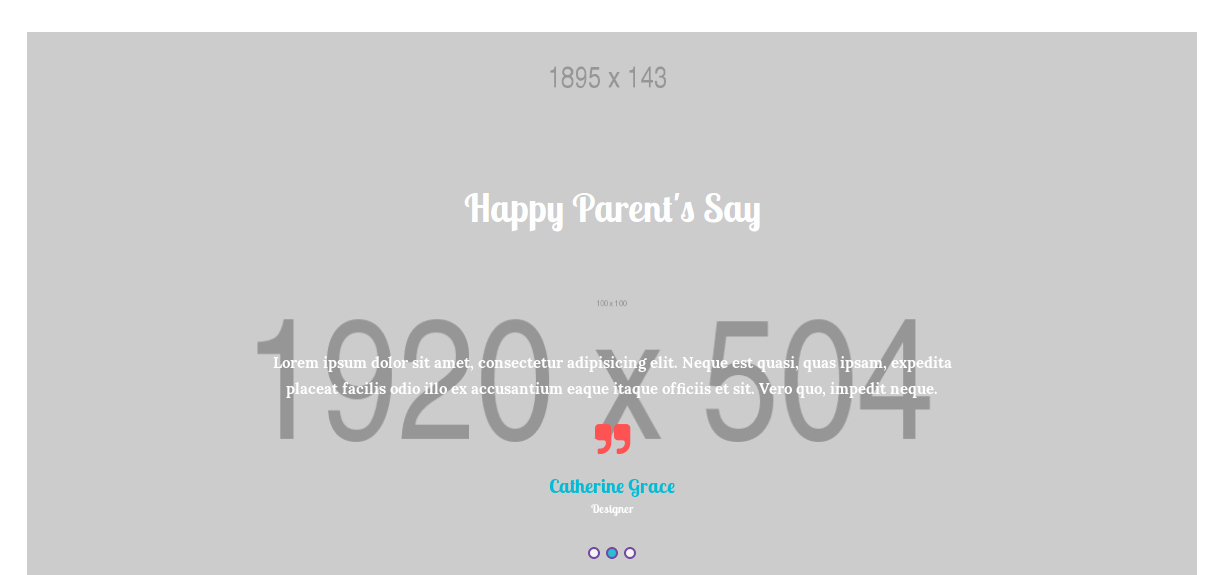 1895 x 143
Happy Parent's Say
100 x 100
1920 x 504
Lorem ipsum dolor sit amet, consectetur adipisicing elit. Neque est quasi, quas ipsam, expedita
placeat facilis odio illo ex accusantium eaque itaque officiis et sit. Vero quo, impedit neque.
Catherine Grace
Designer